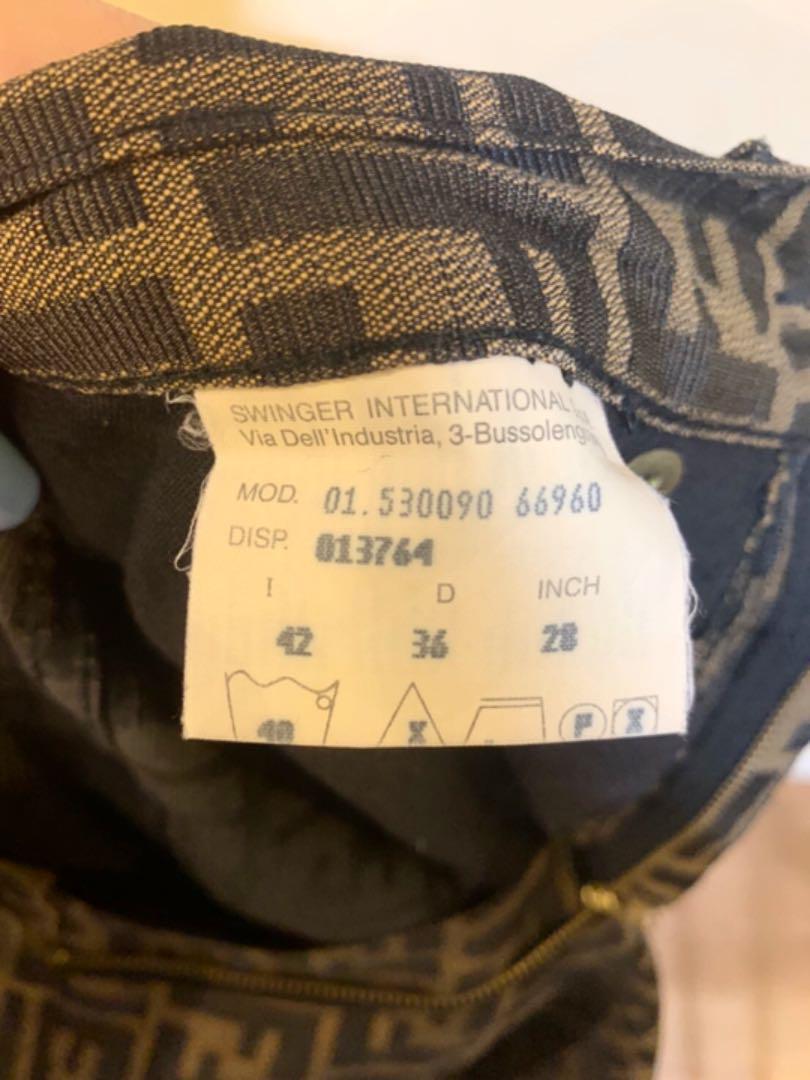 SWINGER INTERNATIONAL
Via Dell'Industria, 3-Bussoleng
MOD. 01.530090 66960
DISP. 013764
I D INCH
42 36 28
40 X P X